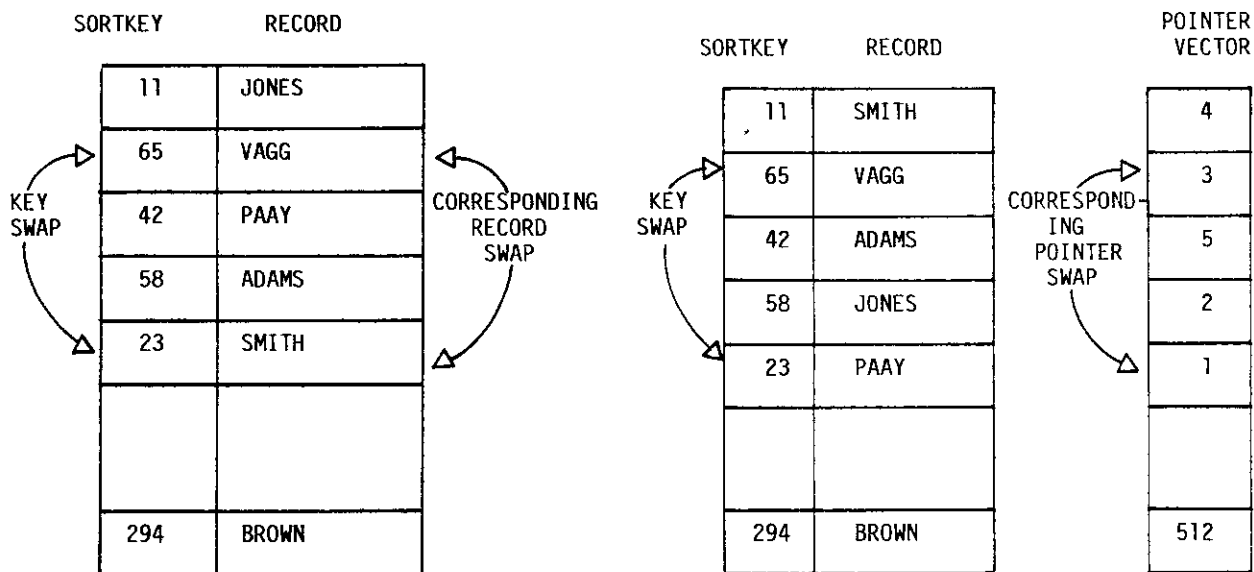 SORTKEY RECORD
11 JONES
65 VAGG
42 PAAY
58 ADAMS
23 SMITH
294 BROWN
KEY
SWAP
CORRESPONDING
RECORD
SWAP
SORTKEY RECORD
11 SMITH
65 VAGG
42 ADAMS
58 JONES
23 PAAY
294 BROWN
KEY
SWAP
CORRESPOND-
ING
POINTER
SWAP
POINTER
VECTOR
4
3
5
2
1
512